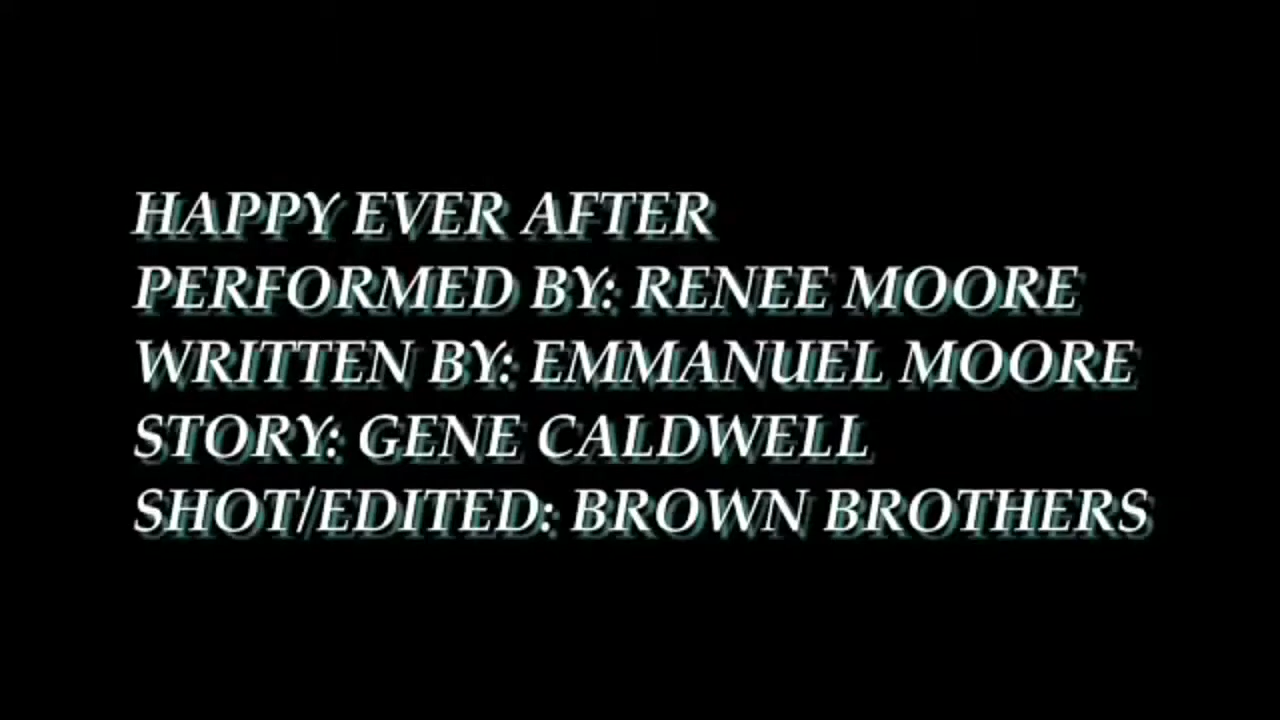 HAPPY EVER AFTER
PERFORMED BY: RENEE MOORE
WRITTEN BY: EMMANUEL MOORE
STORY: GENE CALDWELL
SHOT/EDITED: BROWN BROTHERS